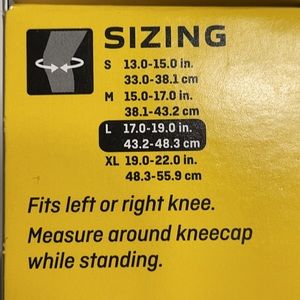 SIZING
S 13.0-15.0 in.
33.0-38.1 cm
M 15.0-17.0 in.
38.1-43.2 cm
L 17.0-19.0 in.
43.2-48.3 cm
XL 19.0-22.0 in.
48.3-55.9 cm
Fits left or right knee.
Measure around kneecap
while standing.